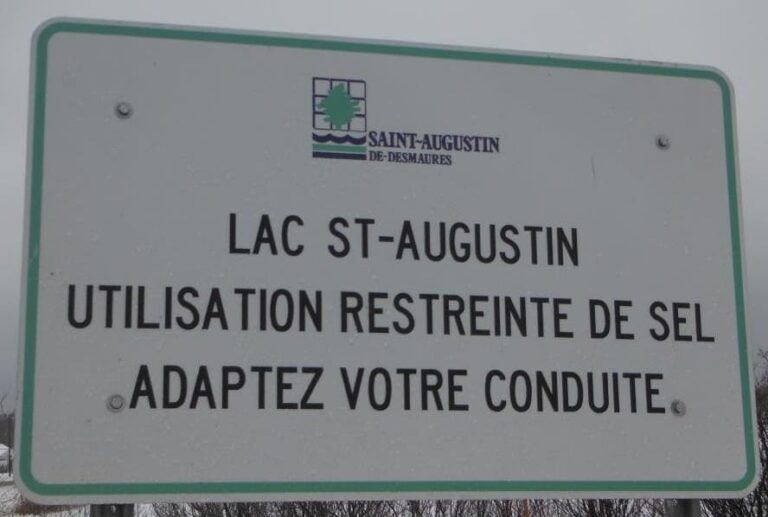 SAINT-AUGUSTIN
DE-DESMAURES
LAC ST-AUGUSTIN
UTILISATION RESTREINTE DE SEL
ADAPTEZ VOTRE CONDUITE